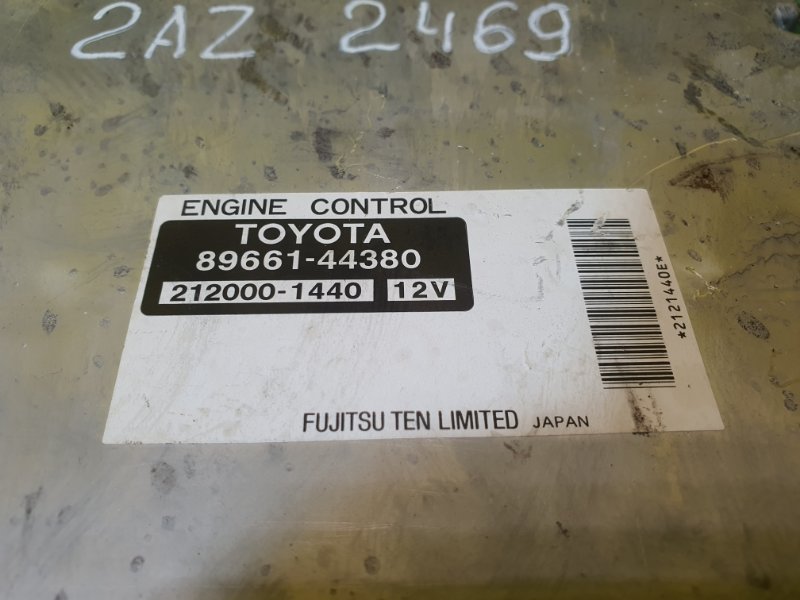 2AZ 2469
ENGINE CONTROL
TOYOTA
89661-44380
212000-1440 12V
*2121440E*
FUJITSU TEN LIMITED JAPAN